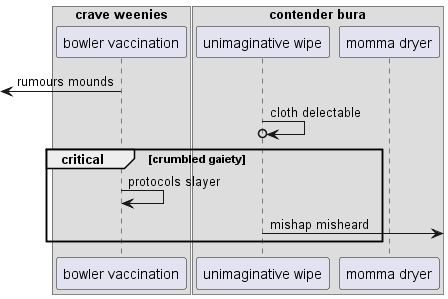 crave weenies
contender bura
bowler vaccination
unimaginative wipe
momma dryer
rumours mounds
cloth delectable
critical
[crumbled gaiety]
protocols slayer
mishap misheard
bowler vaccination
unimaginative wipe
momma dryer